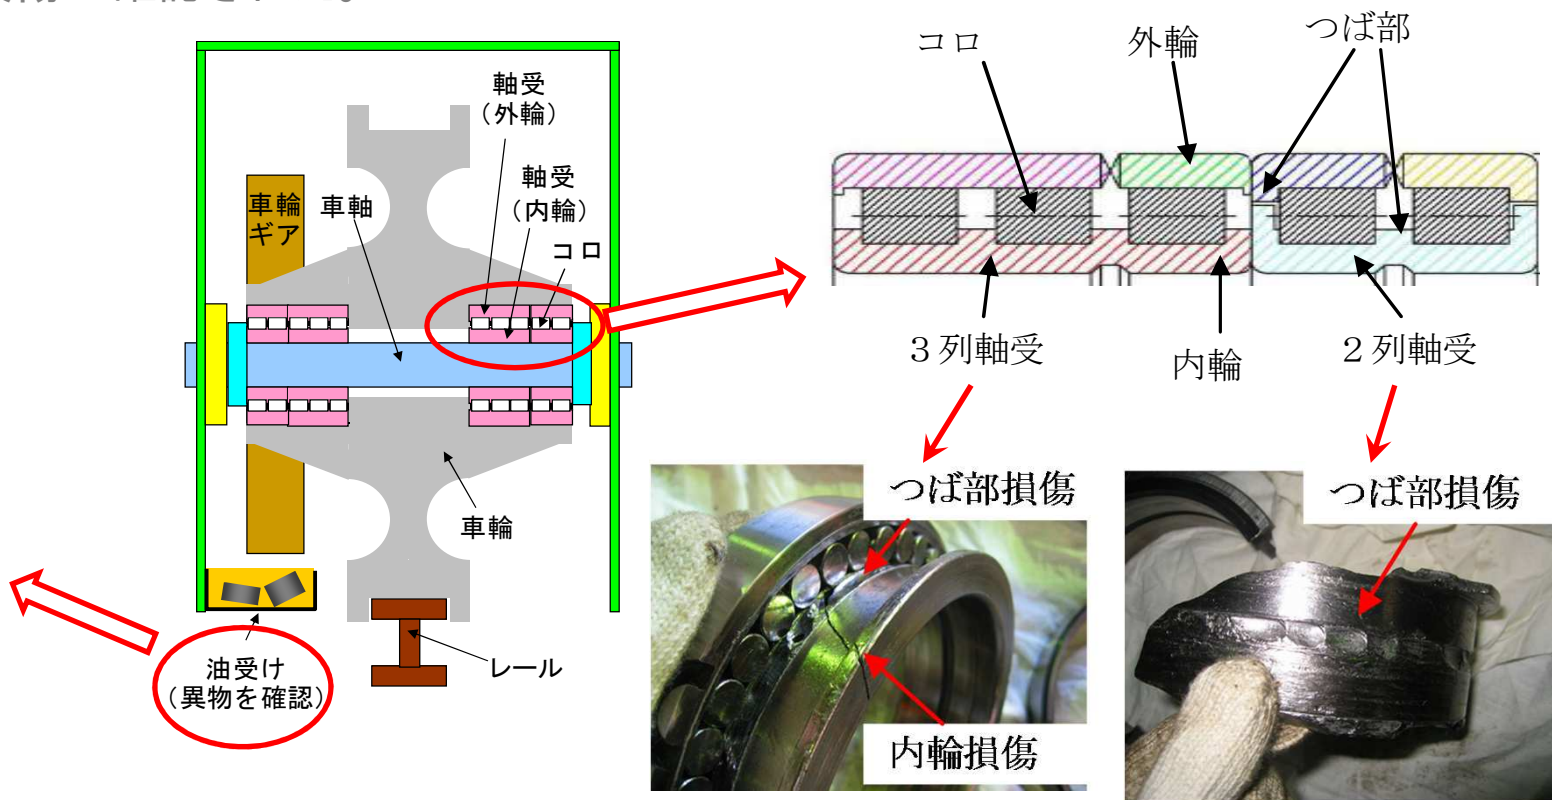 軸受
(外輪)
軸受
(内輪)
コロ
車輪
ギア
車軸
車輪
油受け
(異物を確認)
レール
コロ
外輪
つば部
3列軸受
内輪
2列軸受
つば部損傷
内輪損傷
つば部損傷